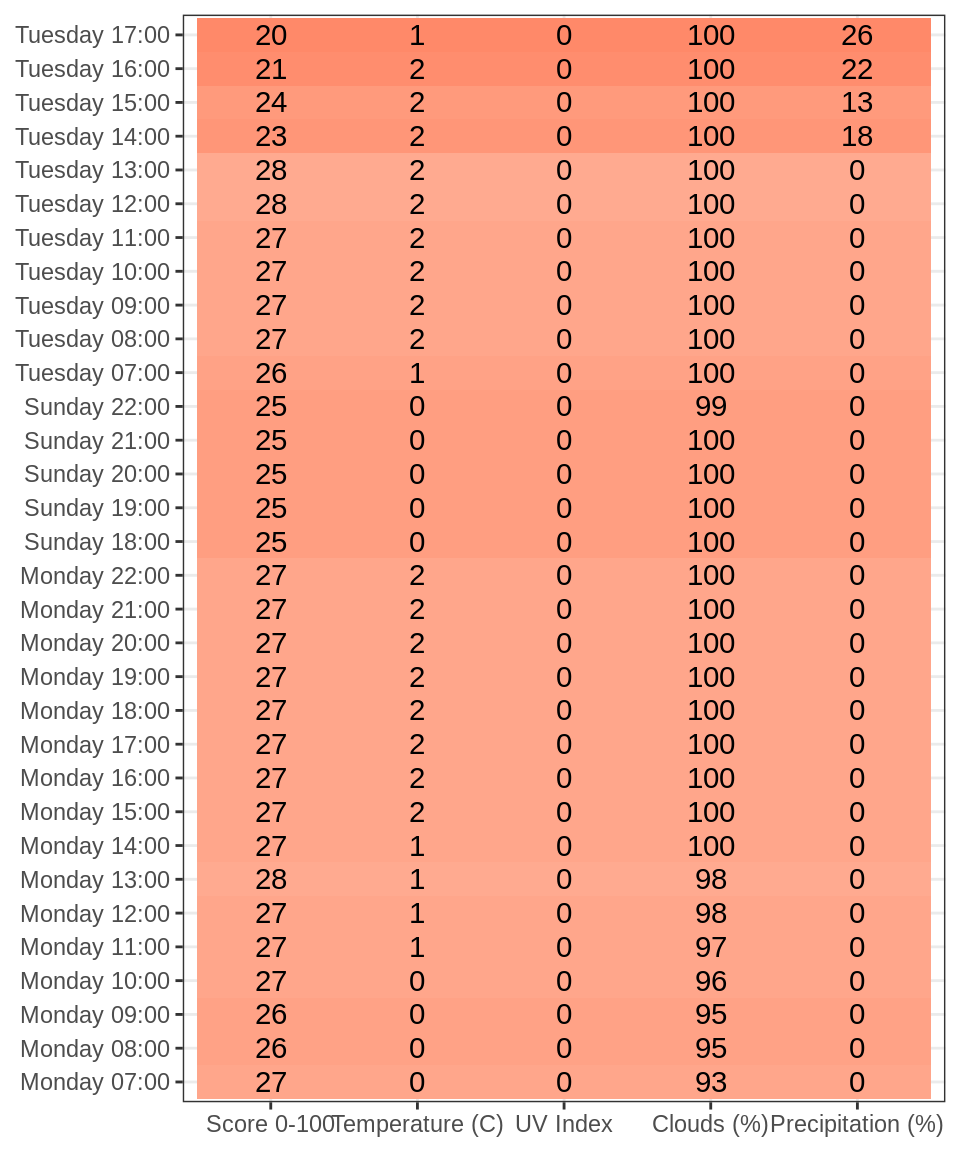 Tuesday 17:00 20 1 0 100 26
Tuesday 16:00 21 2 0 100 22
Tuesday 15:00 24 2 0 100 13
Tuesday 14:00 23 2 0 100 18
Tuesday 13:00 28 2 0 100 0
Tuesday 12:00 28 2 0 100 0
Tuesday 11:00 27 2 0 100 0
Tuesday 10:00 27 2 0 100 0
Tuesday 09:00 27 2 0 100 0
Tuesday 08:00 27 2 0 100 0
Tuesday 07:00 26 1 0 100 0
Sunday 22:00 25 0 0 99 0
Sunday 21:00 25 0 0 100 0
Sunday 20:00 25 0 0 100 0
Sunday 19:00 25 0 0 100 0
Sunday 18:00 25 0 0 100 0
Monday 22:00 27 2 0 100 0
Monday 21:00 27 2 0 100 0
Monday 20:00 27 2 0 100 0
Monday 19:00 27 2 0 100 0
Monday 18:00 27 2 0 100 0
Monday 17:00 27 2 0 100 0
Monday 16:00 27 2 0 100 0
Monday 15:00 27 2 0 100 0
Monday 14:00 27 1 0 100 0
Monday 13:00 28 1 0 98 0
Monday 12:00 27 1 0 98 0
Monday 11:00 27 1 0 97 0
Monday 10:00 27 0 0 96 0
Monday 09:00 26 0 0 95 0
Monday 08:00 26 0 0 95 0
Monday 07:00 27 0 0 93 0
Score 0-100 Temperature (C) UV Index Clouds (%) Precipitation (%)